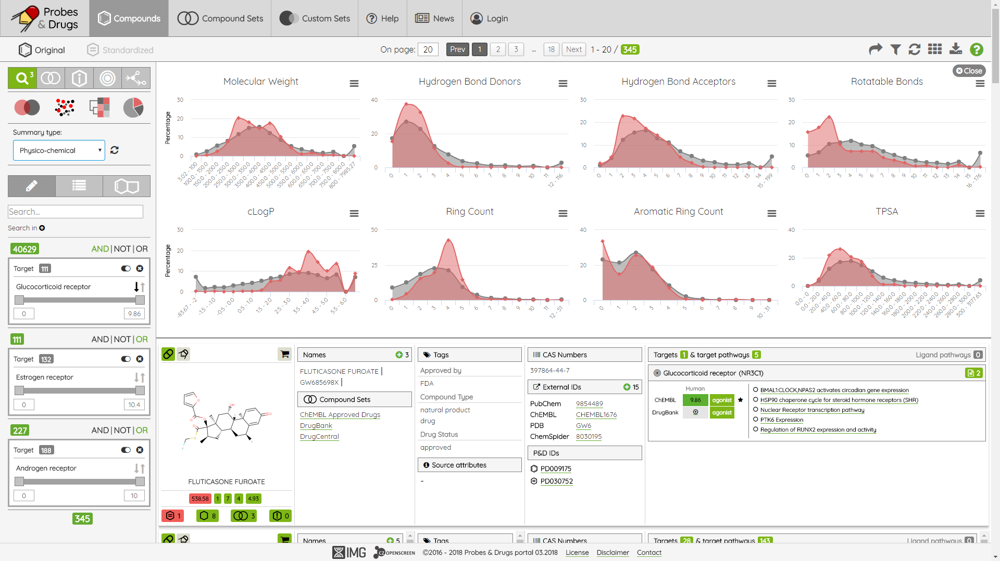 Probes & Drugs
Compounds
Compound Sets
Custom Sets
Help
News
Login
Original
Standardized
On page: 20 Prev 1 2 3 ... 18 Next 1 - 20 / 345
3
Summary type:
Physico-chemical
Search...
Search in
40629 AND|NOT|OR
Target 111
Glucocorticoid receptor
0 9.86
111 AND|NOT|OR
Target 132
Estrogen receptor
0 10.4
227 AND|NOT|OR
Target 188
Androgen receptor
0 10
345
Close
Molecular Weight
Percentage
30
20
10
0
3.02 - 100
100.0 - 150.0
150.0 - 200.0
200.0 - 250.0
250.0 - 300.0
300.0 - 350.0
350.0 - 400.0
400.0 - 450.0
450.0 - 500.0
500.0 - 550.0
550.0 - 600.0
600.0 - 650.0
650.0 - 700.0
700.0 - 750.0
750.0 - 800.0
800 - 7985.27
Hydrogen Bond Donors
40
20
0
0 1 2 3 4 5 6 7 8 9 10 11 12 - 116
Hydrogen Bond Acceptors
30
20
10
0
0 1 2 3 4 5 6 7 8 9 10 11 12 13 14 15 - 199
Rotatable Bonds
30
20
10
0
0 1 2 3 4 5 6 7 8 9 10 11 12 13 14 15 16 - 176
cLogP
Percentage
30
20
10
0
-83.67 - -2
-1.5 - -1.0
-0.5 - 0.0
0.5 - 1.0
1.5 - 2.0
2.5 - 3.0
3.5 - 4.0
4.5 - 5.0
5.5 - 6.0
Ring Count
50
25
0
0 1 2 3 4 5 6 7 8 9 10 11 12 - 51
Aromatic Ring Count
40
20
0
0 1 2 3 4 5 6 7 8 9 10 - 31
TPSA
40
20
0
0.0 - 0
0.0 - 20.0
20.0 - 40.0
40.0 - 60.0
60.0 - 80.0
80.0 - 100.0
100.0 - 120.0
120.0 - 140.0
140.0 - 160.0
160.0 - 180.0
180.0 - 200.0
200.0 - 220.0
220.0 - 240.0
240.0 - 260.0
260.0 - 280.0
280.0 - 300.0
300 - 3177.63
FLUTICASONE FUROATE
538.58 1 7 4 4.93
1 8 3 0
Names 3
FLUTICASONE FUROATE |
GW685698X |
Compound Sets
ChEMBL Approved Drugs
DrugBank
DrugCentral
Tags
Approved by
FDA
Compound Type
natural product
drug
Drug Status
approved
Source attributes
-
CAS Numbers
397864-44-7
External IDs 15
PubChem 9854489
ChEMBL CHEMBL1676
PDB GW6
ChemSpider 8030195
P&D IDs
PD009175
PD030752
Targets 1 & target pathways 5 Ligand pathways 0
Glucocorticoid receptor (NR3C1) 2
Human
ChEMBL 9.86 agonist
DrugBank agonist
BMAL1:CLOCK,NPAS2 activates circadian gene expression
HSP90 chaperone cycle for steroid hormone receptors (SHR)
Nuclear Receptor transcription pathway
PTK6 Expression
Regulation of RUNX2 expression and activity
Names 5
Tags
CAS Numbers
Targets 28 & target pathways 143 Ligand pathways 0
IMG CZ OPENSCREEN ©2016 - 2018 Probes & Drugs portal 03.2018 License Disclaimer Contact